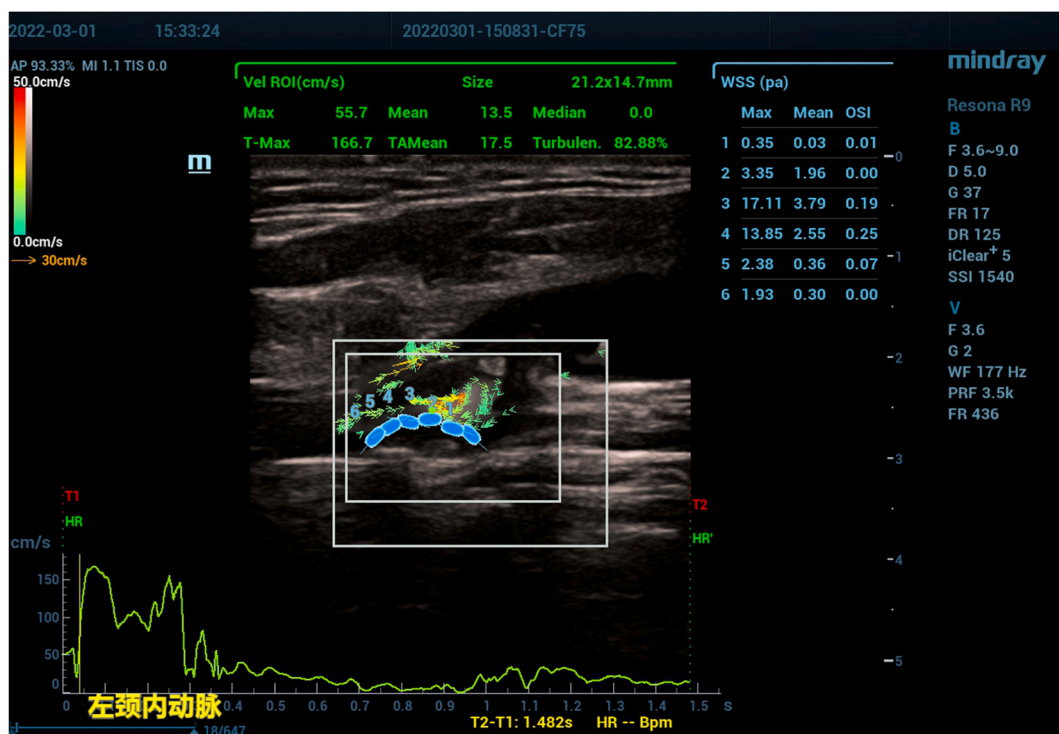 2022-03-01 15:33:24 20220301-150831-CF75
AP 93.33% MI 1.1 TIS 0.0
50.0cm/s
0.0cm/s
30cm/s
m
Vel ROI(cm/s) Size 21.2x14.7mm
Max 55.7 Mean 13.5 Median 0.0
T-Max 166.7 TAMean 17.5 Turbulen. 82.88%
WSS (pa)
Max Mean OSI
1 0.35 0.03 0.01
2 3.35 1.96 0.00
3 17.11 3.79 0.19
4 13.85 2.55 0.25
5 2.38 0.36 0.07
6 1.93 0.30 0.00
mindray
Resona R9
B
F 3.6~9.0
D 5.0
G 37
FR 17
DR 125
iClear+ 5
SSI 1540
V
F 3.6
G 2
WF 177 Hz
PRF 3.5k
FR 436
0
1
2
3
4
5
6 5 4 3 2 1
T1
HR
T2
HR'
cm/s
150
100
50
0
0 0.4 0.5 0.6 0.7 0.8 0.9 1.0 1.1 1.2 1.3 1.4 1.5 s
左颈内动脉
T2-T1: 1.482s HR -- Bpm
18/647